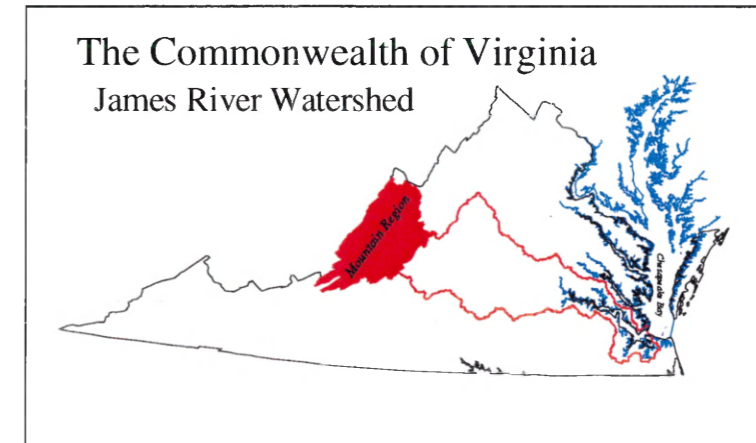 The Commonwealth of Virginia
James River Watershed
Mountain Region
Chesapeake Bay